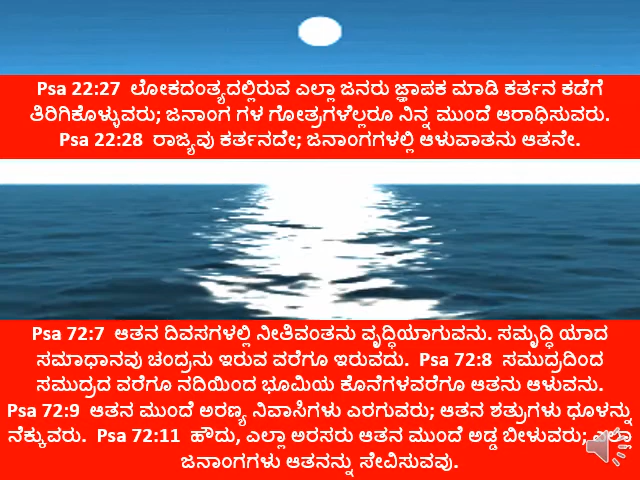 Psa 22:27 ಲೋಕದಂತ್ಯದಲ್ಲಿರುವ ಎಲ್ಲಾ ಜನರು ಜ್ಞಾಪಕ ಮಾಡಿ ಕರ್ತನ ಕಡೆಗೆ
ತಿರಿಗಿಕೊಳ್ಳುವರು; ಜನಾಂಗ ಗಳ ಗೋತ್ರಗಳೆಲ್ಲರೂ ನಿನ್ನ ಮುಂದೆ ಆರಾಧಿಸುವರು.
Psa 22:28 ರಾಜ್ಯವು ಕರ್ತನದೇ; ಜನಾಂಗಗಳಲ್ಲಿ ಆಳುವಾತನು ಆತನೇ.
Psa 72:7 ಆತನ ದಿವಸಗಳಲ್ಲಿ ನೀತಿವಂತನು ವೃದ್ಧಿಯಾಗುವನು. ಸಮೃದ್ಧಿ ಯಾದ
ಸಮಾಧಾನವು ಚಂದ್ರನು ಇರುವ ವರೆಗೂ ಇರುವದು. Psa 72:8 ಸಮುದ್ರದಿಂದ
ಸಮುದ್ರದ ವರೆಗೂ ನದಿಯಿಂದ ಭೂಮಿಯ ಕೊನೆಗಳವರೆಗೂ ಆತನು ಆಳುವನು.
Psa 72:9 ಆತನ ಮುಂದೆ ಅರಣ್ಯ ನಿವಾಸಿಗಳು ಎರಗುವರು; ಆತನ ಶತ್ರುಗಳು ಧೂಳನ್ನು
ನೆಕ್ಕುವರು. Psa 72:11 ಹೌದು, ಎಲ್ಲಾ ಅರಸರು ಆತನ ಮುಂದೆ ಅಡ್ಡ ಬೀಳುವರು; ಎಲ್ಲಾ
ಜನಾಂಗಗಳು ಆತನನ್ನು ಸೇವಿಸುವವು.